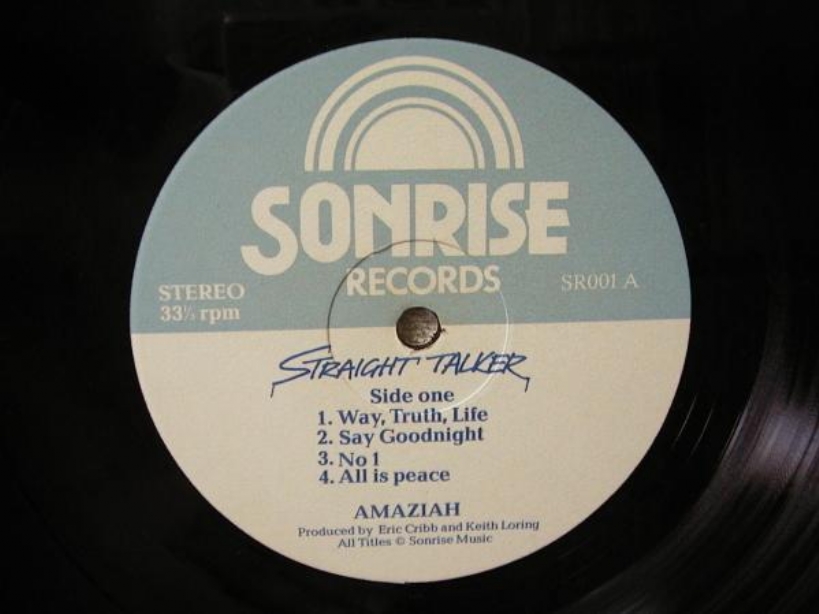 SONRISE
RECORDS
STEREO
33⅓ rpm
SR001 A
STRAIGHT TALKER
Side one
1. Way, Truth, Life
2. Say Goodnight
3. No 1
4. All is peace
AMAZIAH
Produced by Eric Cribb and Keith Loring
All Titles © Sonrise Music